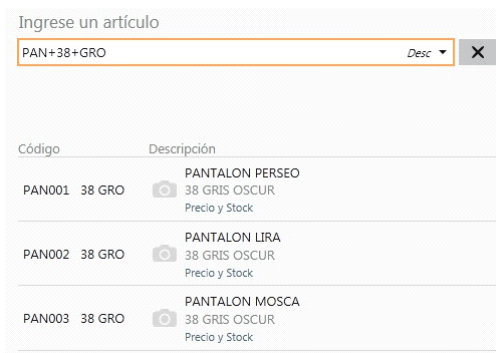 Ingrese un artículo
PAN+38+GRO Desc
Código Descripción
PANTALON PERSEO
PAN001 38 GRO 38 GRIS OSCUR
Precio y Stock
PANTALON LIRA
PAN002 38 GRO 38 GRIS OSCUR
Precio y Stock
PANTALON MOSCA
PAN003 38 GRO 38 GRIS OSCUR
Precio y Stock